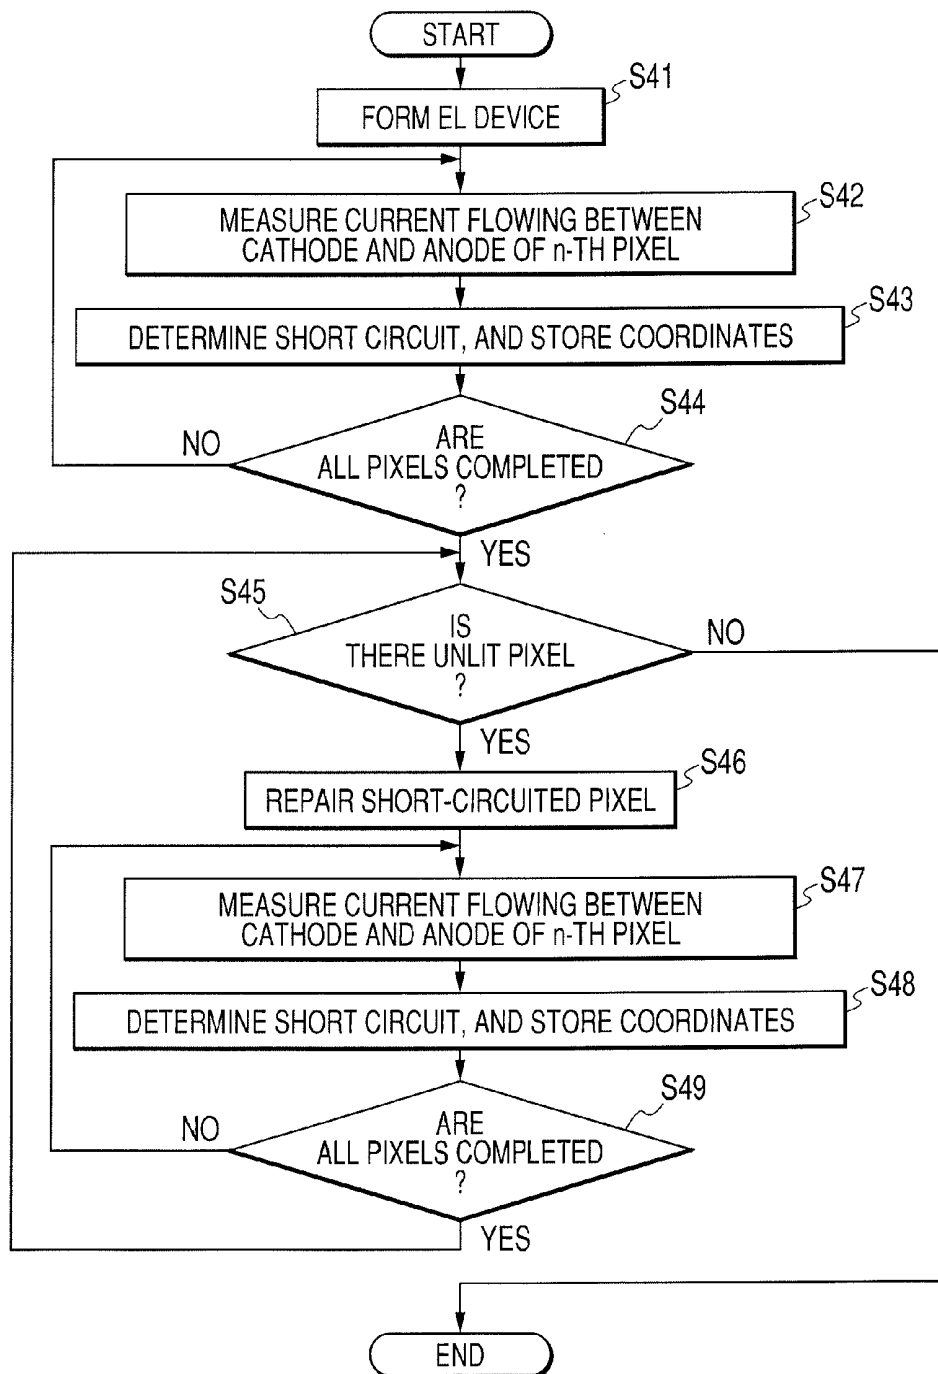 START
S41
FORM EL DEVICE
S42
MEASURE CURRENT FLOWING BETWEEN
CATHODE AND ANODE OF n-TH PIXEL
S43
DETERMINE SHORT CIRCUIT, AND STORE COORDINATES
S44
NO
ARE
ALL PIXELS COMPLETED
?
YES
S45
IS
THERE UNLIT PIXEL
?
NO
YES
S46
REPAIR SHORT-CIRCUITED PIXEL
S47
MEASURE CURRENT FLOWING BETWEEN
CATHODE AND ANODE OF n-TH PIXEL
S48
DETERMINE SHORT CIRCUIT, AND STORE COORDINATES
S49
NO
ARE
ALL PIXELS COMPLETED
?
YES
END